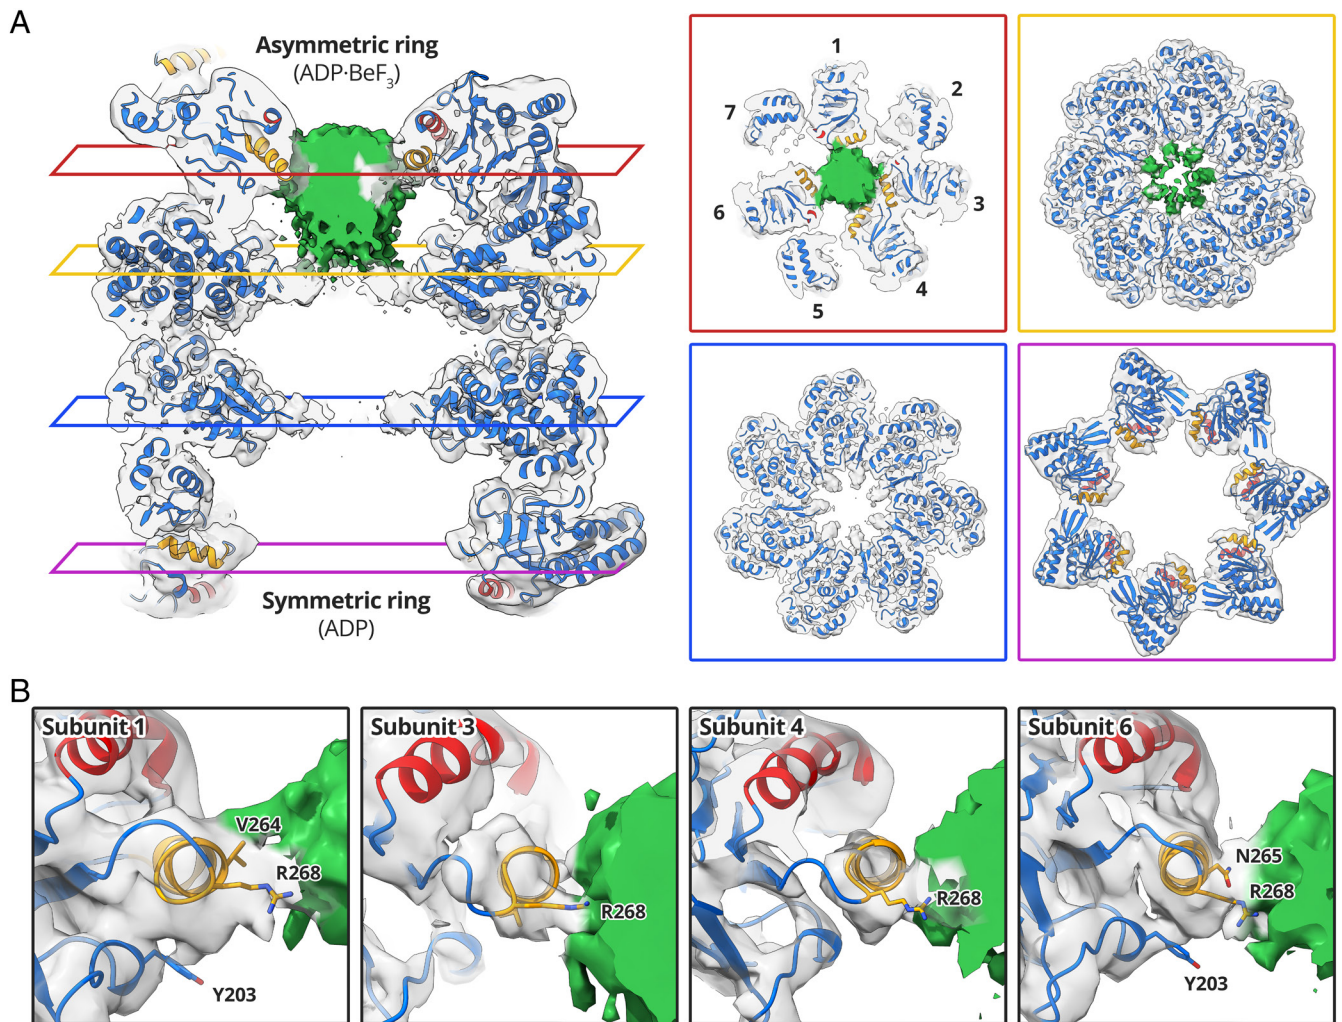 A
Asymmetric ring
(ADP·BeF3)
Symmetric ring
(ADP)
1
2
3
4
5
6
7
B
Subunit 1
V264
R268
Y203
Subunit 3
R268
Subunit 4
R268
Subunit 6
N265
R268
Y203